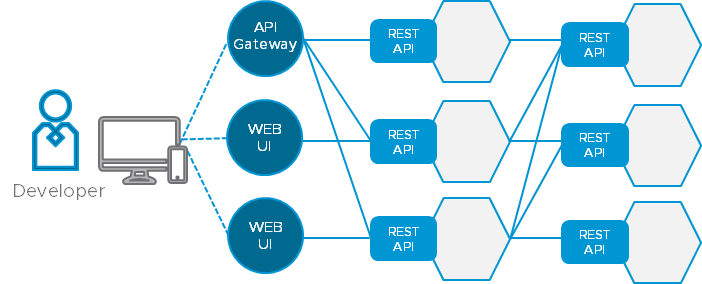 API
Gateway
REST
API
REST
API
WEB
UI
REST
API
REST
API
Developer
WEB
UI
REST
API
REST
API